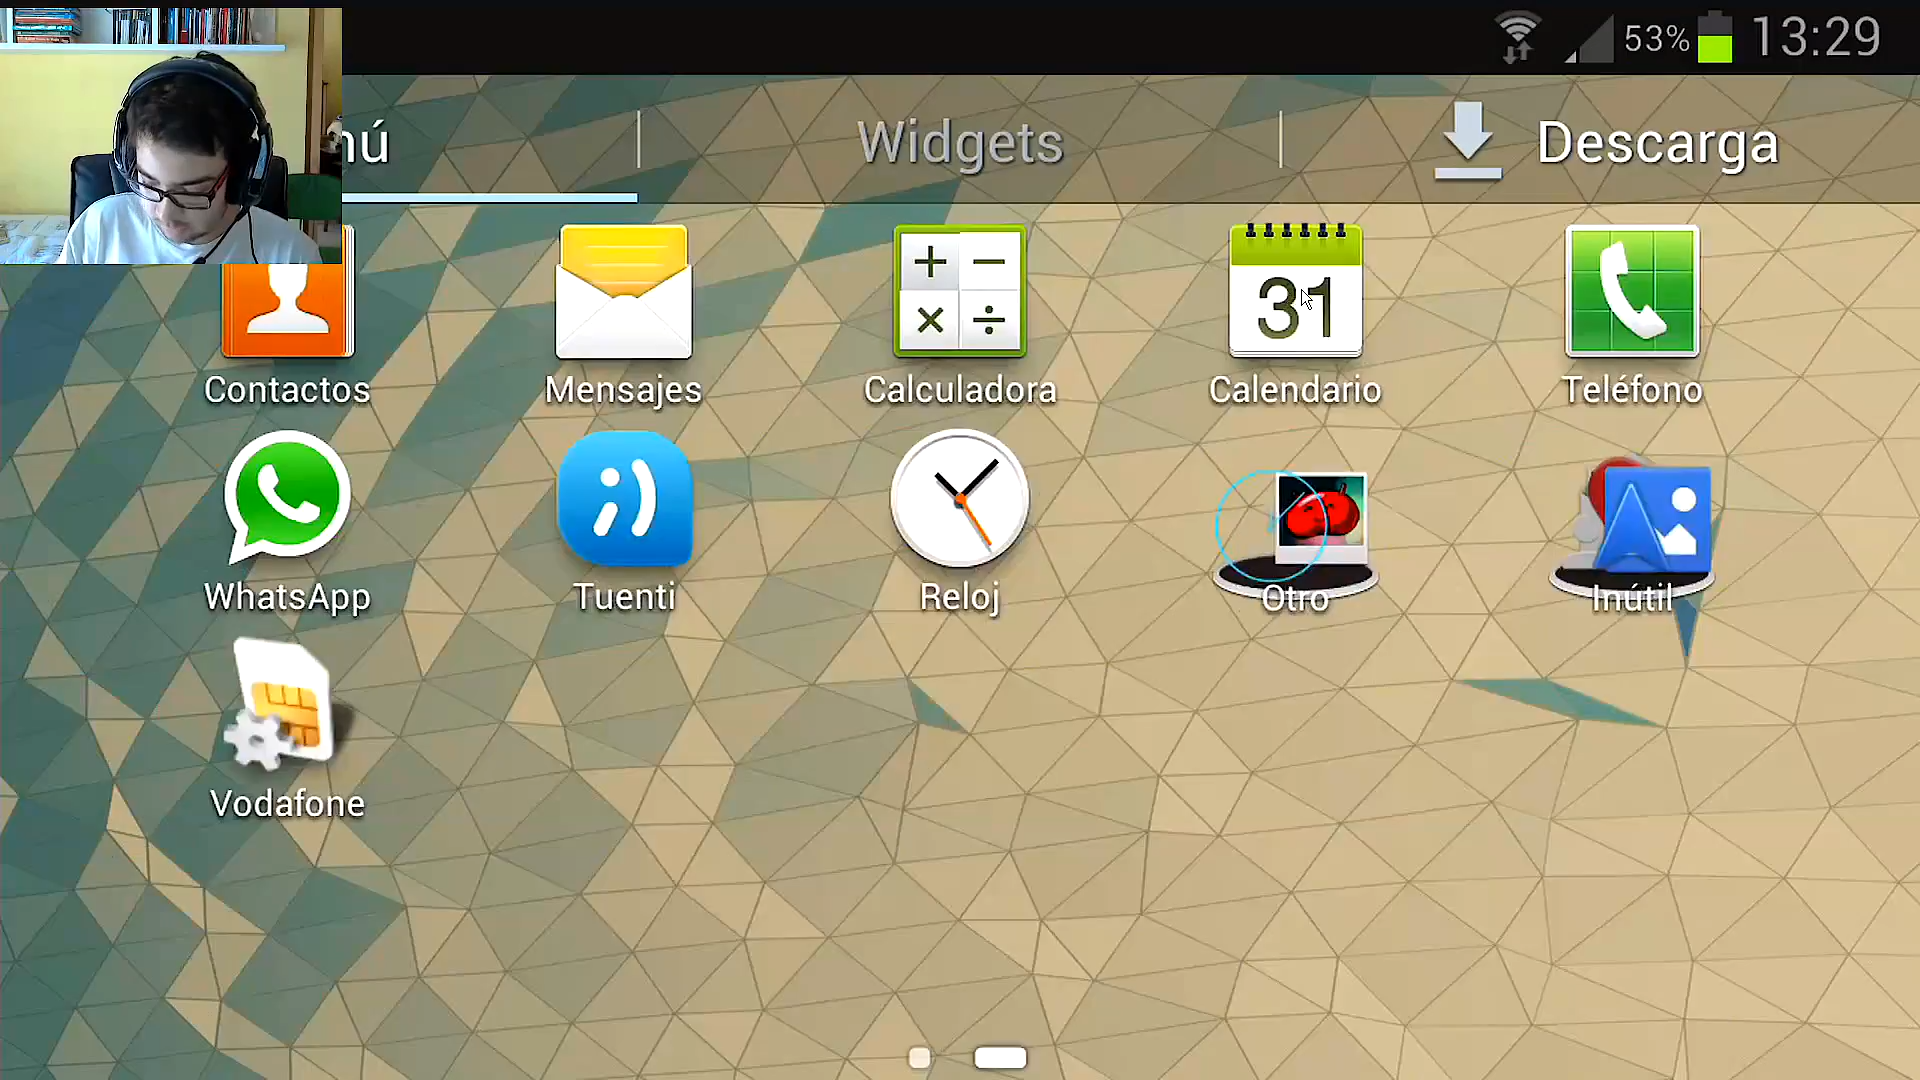 53% 13:29
nú Widgets Descarga
31
Contactos Mensajes Calculadora Calendario Teléfono
WhatsApp Tuenti Reloj Otro Inútil
Vodafone